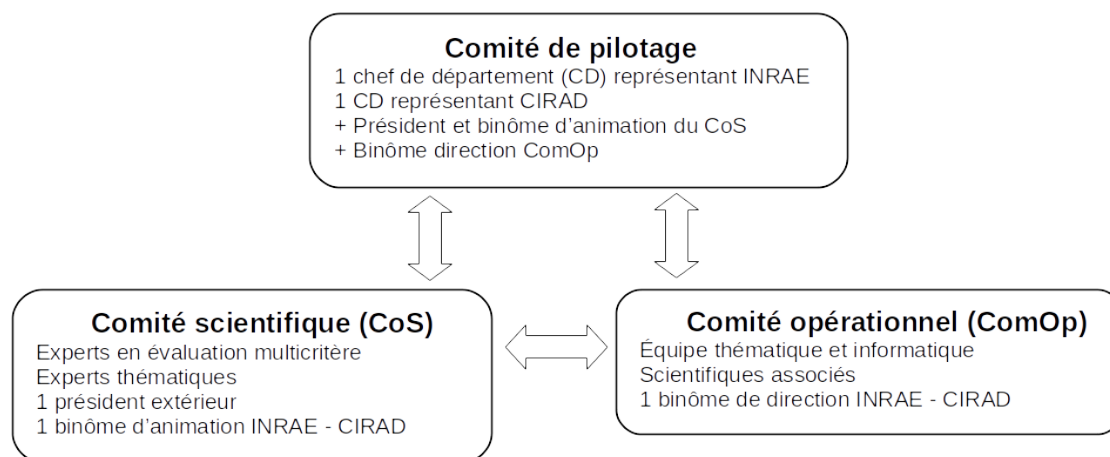 Comité de pilotage
1 chef de département (CD) représentant INRAE
1 CD représentant CIRAD
+ Président et binôme d'animation du CoS
+ Binôme direction ComOp
Comité scientifique (CoS)
Experts en évaluation multicritère
Experts thématiques
1 président extérieur
1 binôme d'animation INRAE - CIRAD
Comité opérationnel (ComOp)
Équipe thématique et informatique
Scientifiques associés
1 binôme de direction INRAE - CIRAD